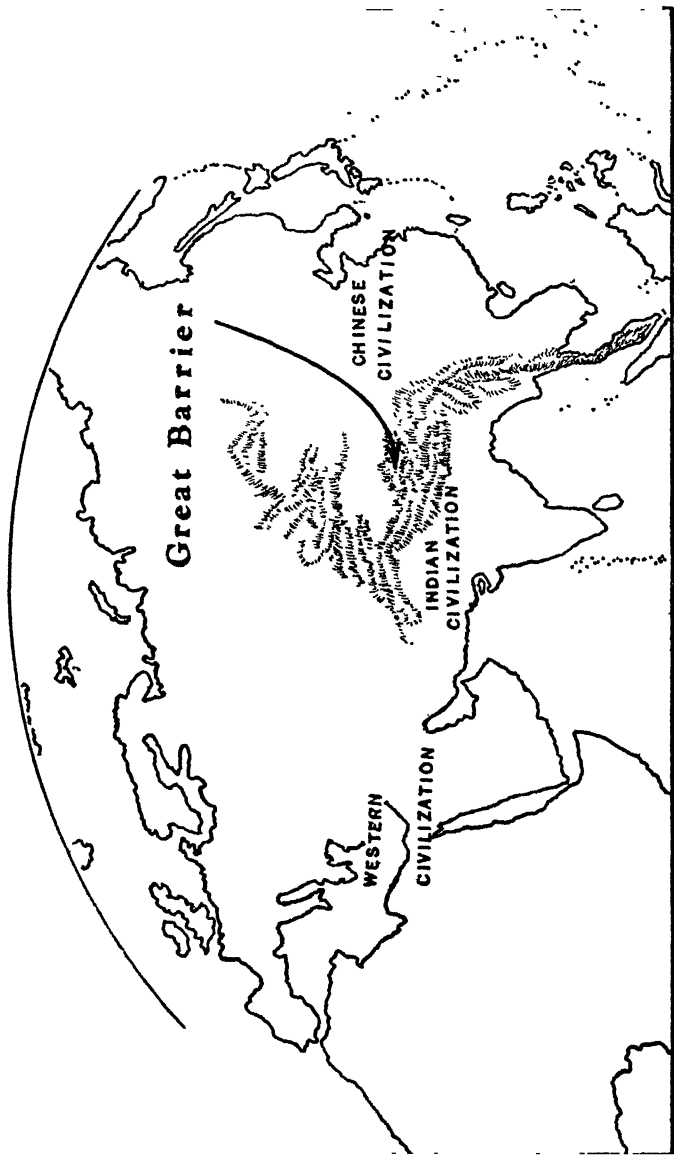 Great Barrier
CHINESE
CIVILIZATION
INDIAN
CIVILIZATION
WESTERN
CIVILIZATION